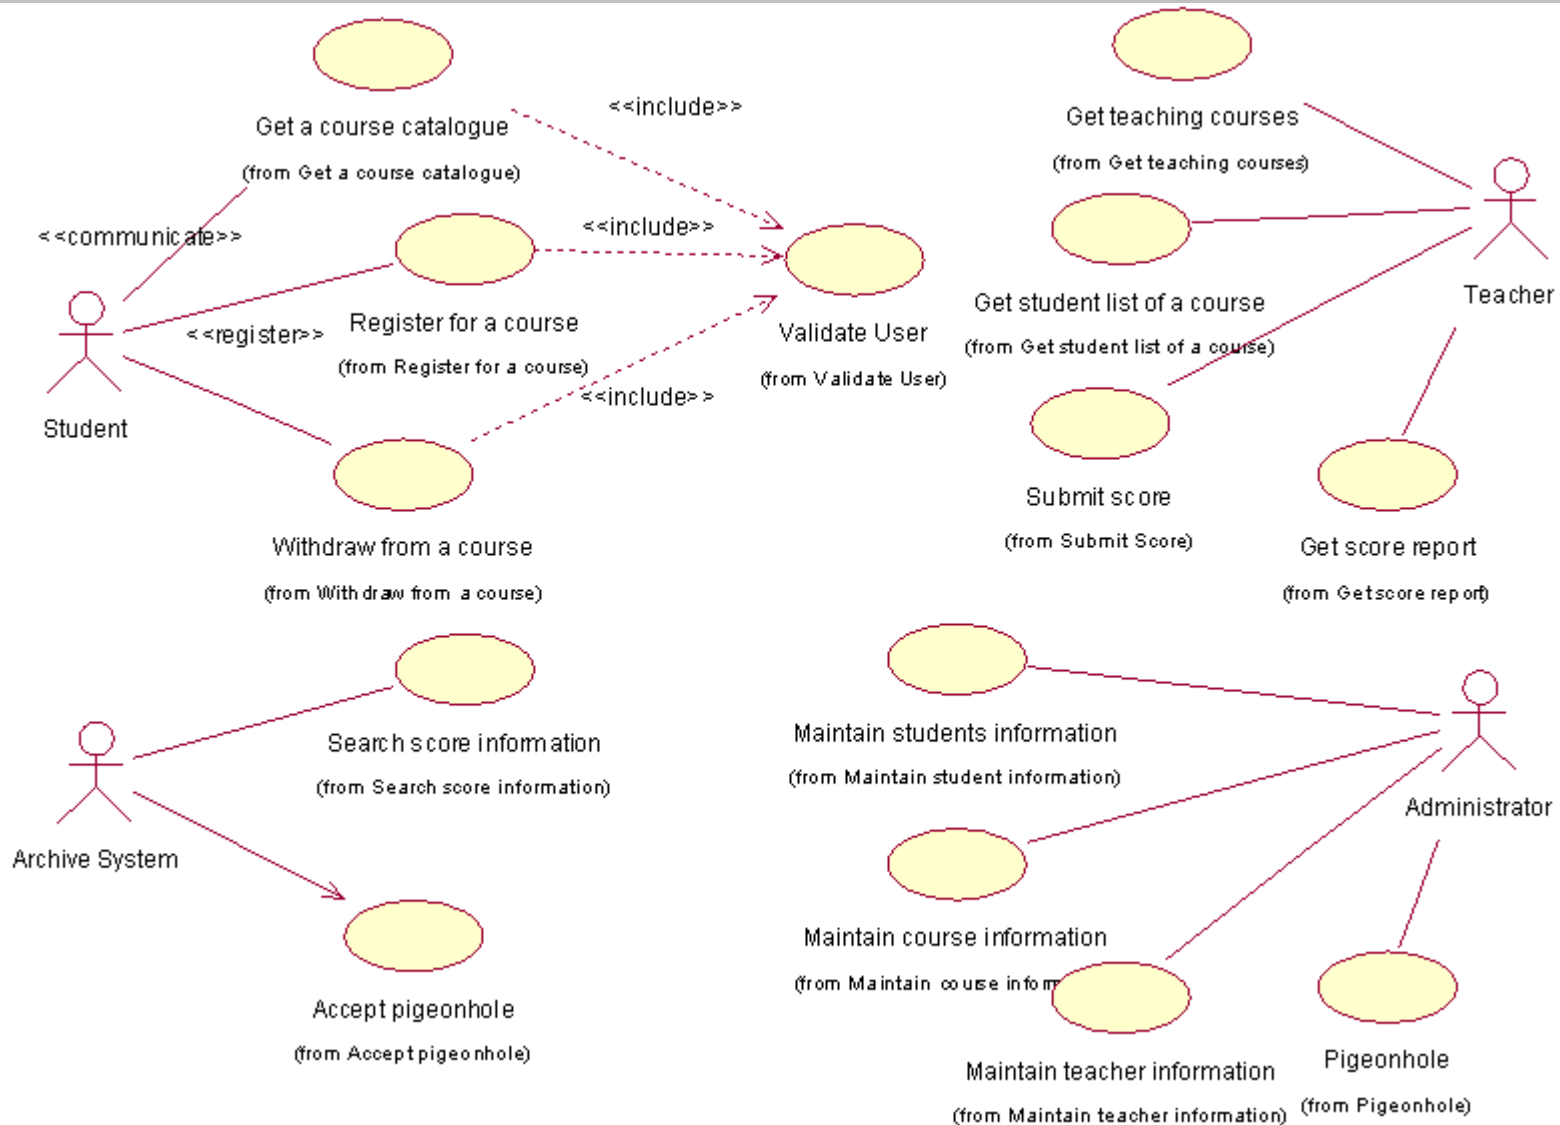 <<include>>
Get a course catalogue
(from Get a course catalogue)
<<communicate>>
<<include>>
<<register>>
Register for a course
(from Register for a course)
Validate User
(from Validate User)
<<include>>
Student
Withdraw from a course
(from Withdraw from a course)
Get teaching courses
(from Get teaching courses)
Teacher
Get student list of a course
(from Get student list of a course)
Submit score
(from Submit Score)
Get score report
(from Get score report)
Search score information
(from Search score information)
Archive System
Accept pigeonhole
(from Accept pigeonhole)
Maintain students information
(from Maintain student information)
Administrator
Maintain course information
(from Maintain course inform
Maintain teacher information
(from Maintain teacher information)
Pigeonhole
(from Pigeonhole)